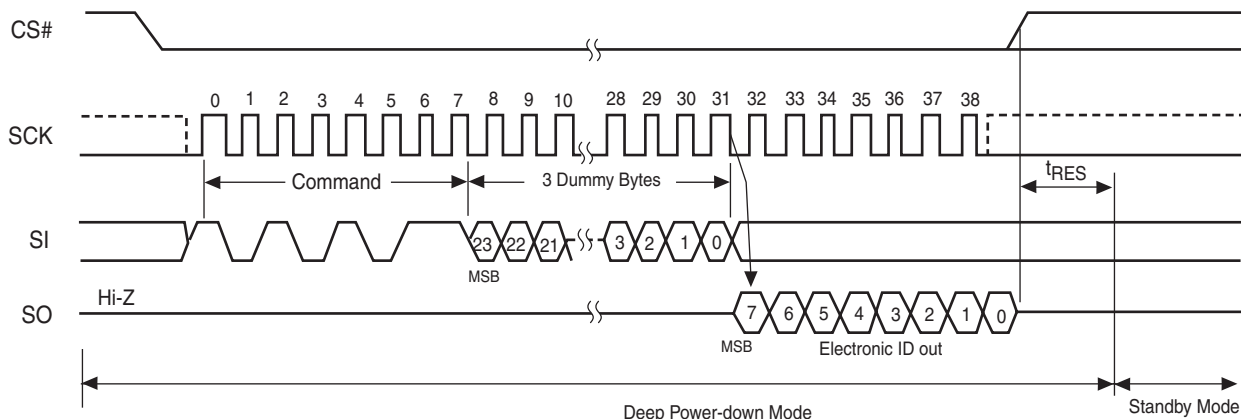 CS#
0 1 2 3 4 5 6 7 8 9 10 28 29 30 31 32 33 34 35 36 37 38
SCK
Command 3 Dummy Bytes tRES
SI 23 22 21 3 2 1 0
MSB
Hi-Z
SO 7 6 5 4 3 2 1 0
MSB Electronic ID out
Deep Power-down Mode Standby Mode